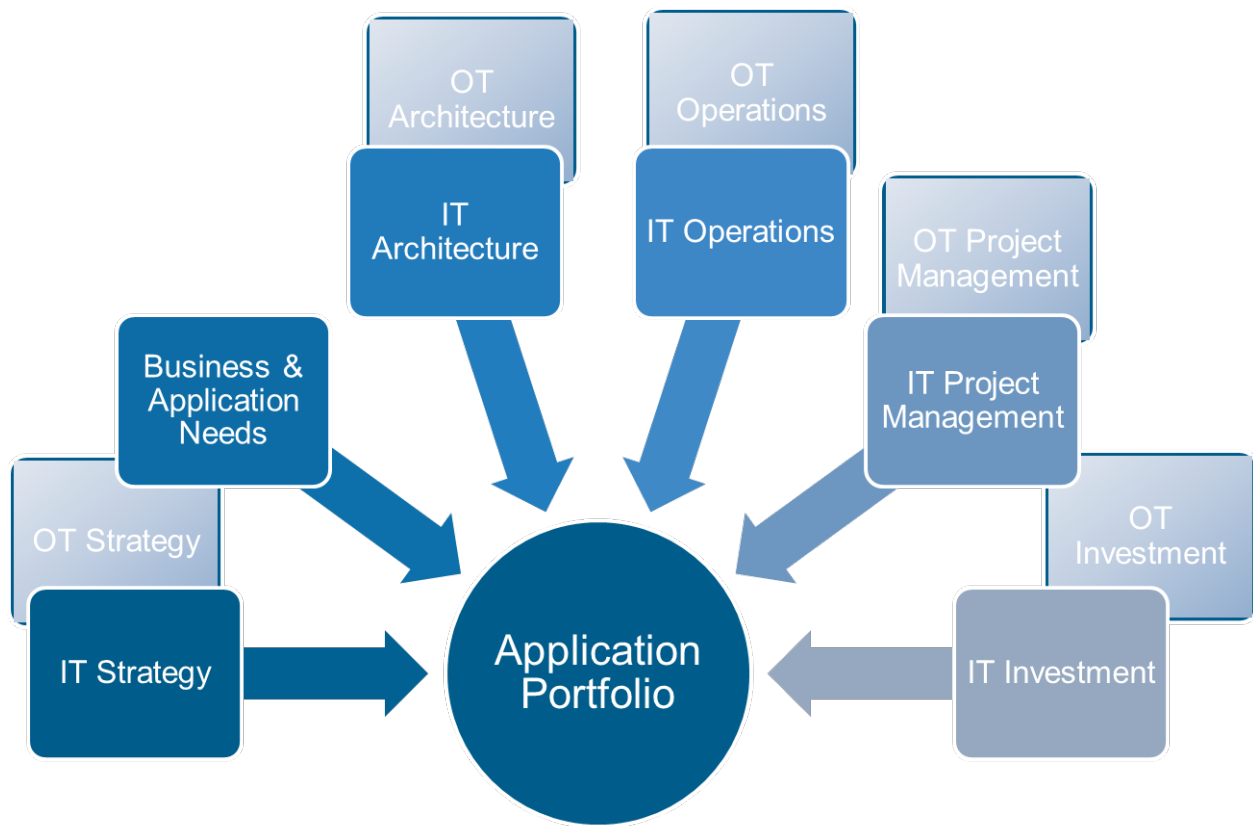 OT
Architecture
IT
Architecture
OT
Operations
IT Operations
OT Project
Management
IT Project
Management
Business &
Application
Needs
OT Strategy
IT Strategy
OT
Investment
IT Investment
Application
Portfolio